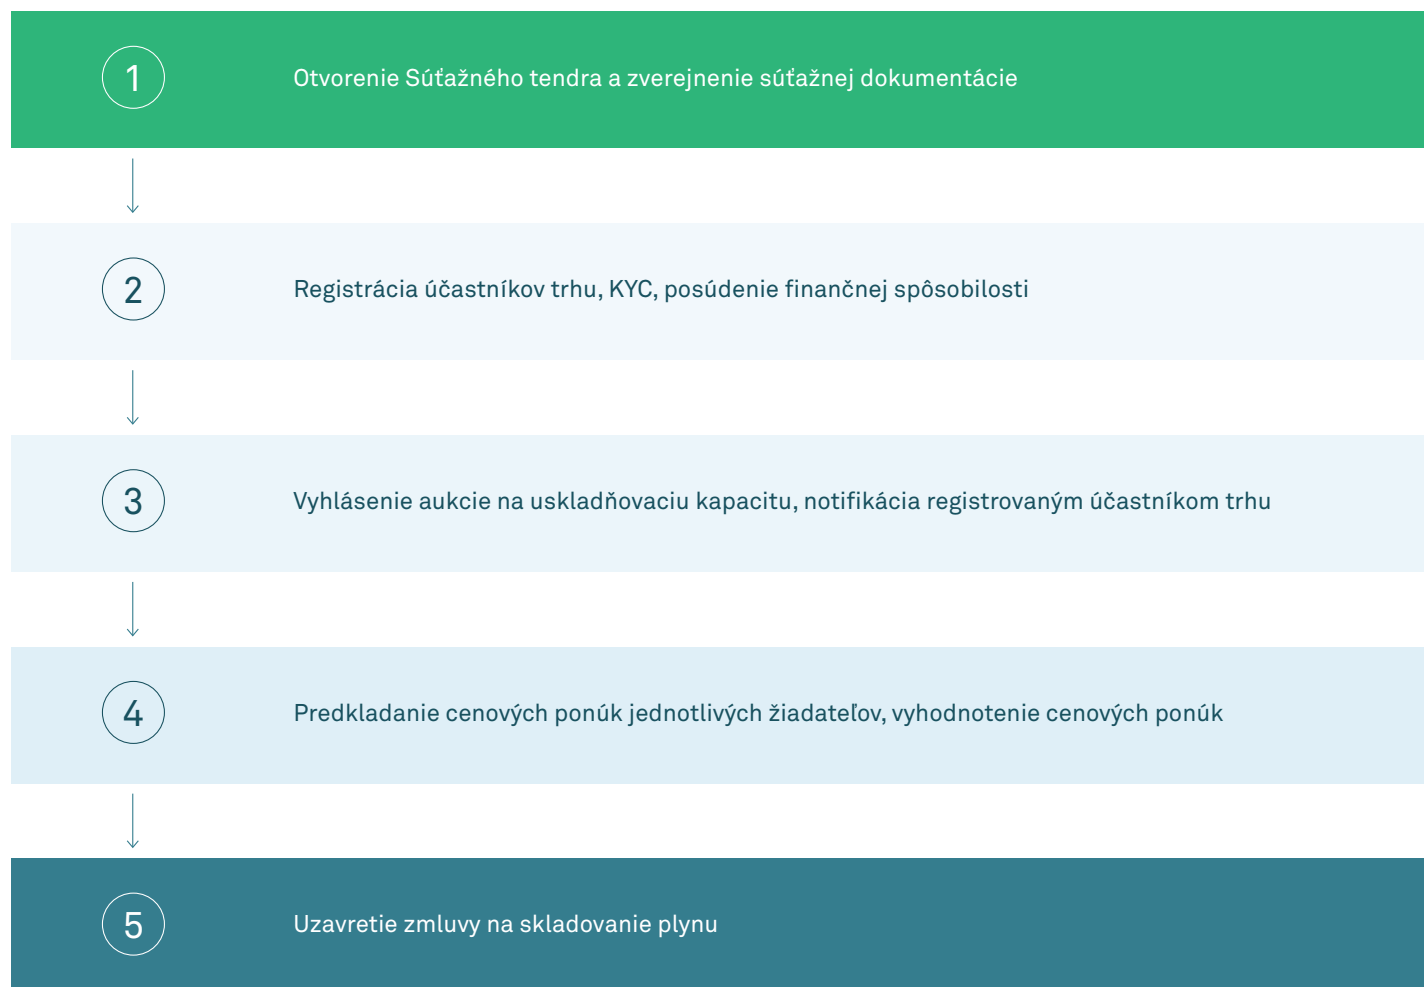 1
Otvorenie Súťažného tendra a zverejnenie súťažnej dokumentácie
2
Registrácia účastníkov trhu, KYC, posúdenie finančnej spôsobilosti
3
Vyhlásenie aukcie na uskladňovaciu kapacitu, notifikácia registrovaným účastníkom trhu
4
Predkladanie cenových ponúk jednotlivých žiadateľov, vyhodnotenie cenových ponúk
5
Uzavretie zmluvy na skladovanie plynu